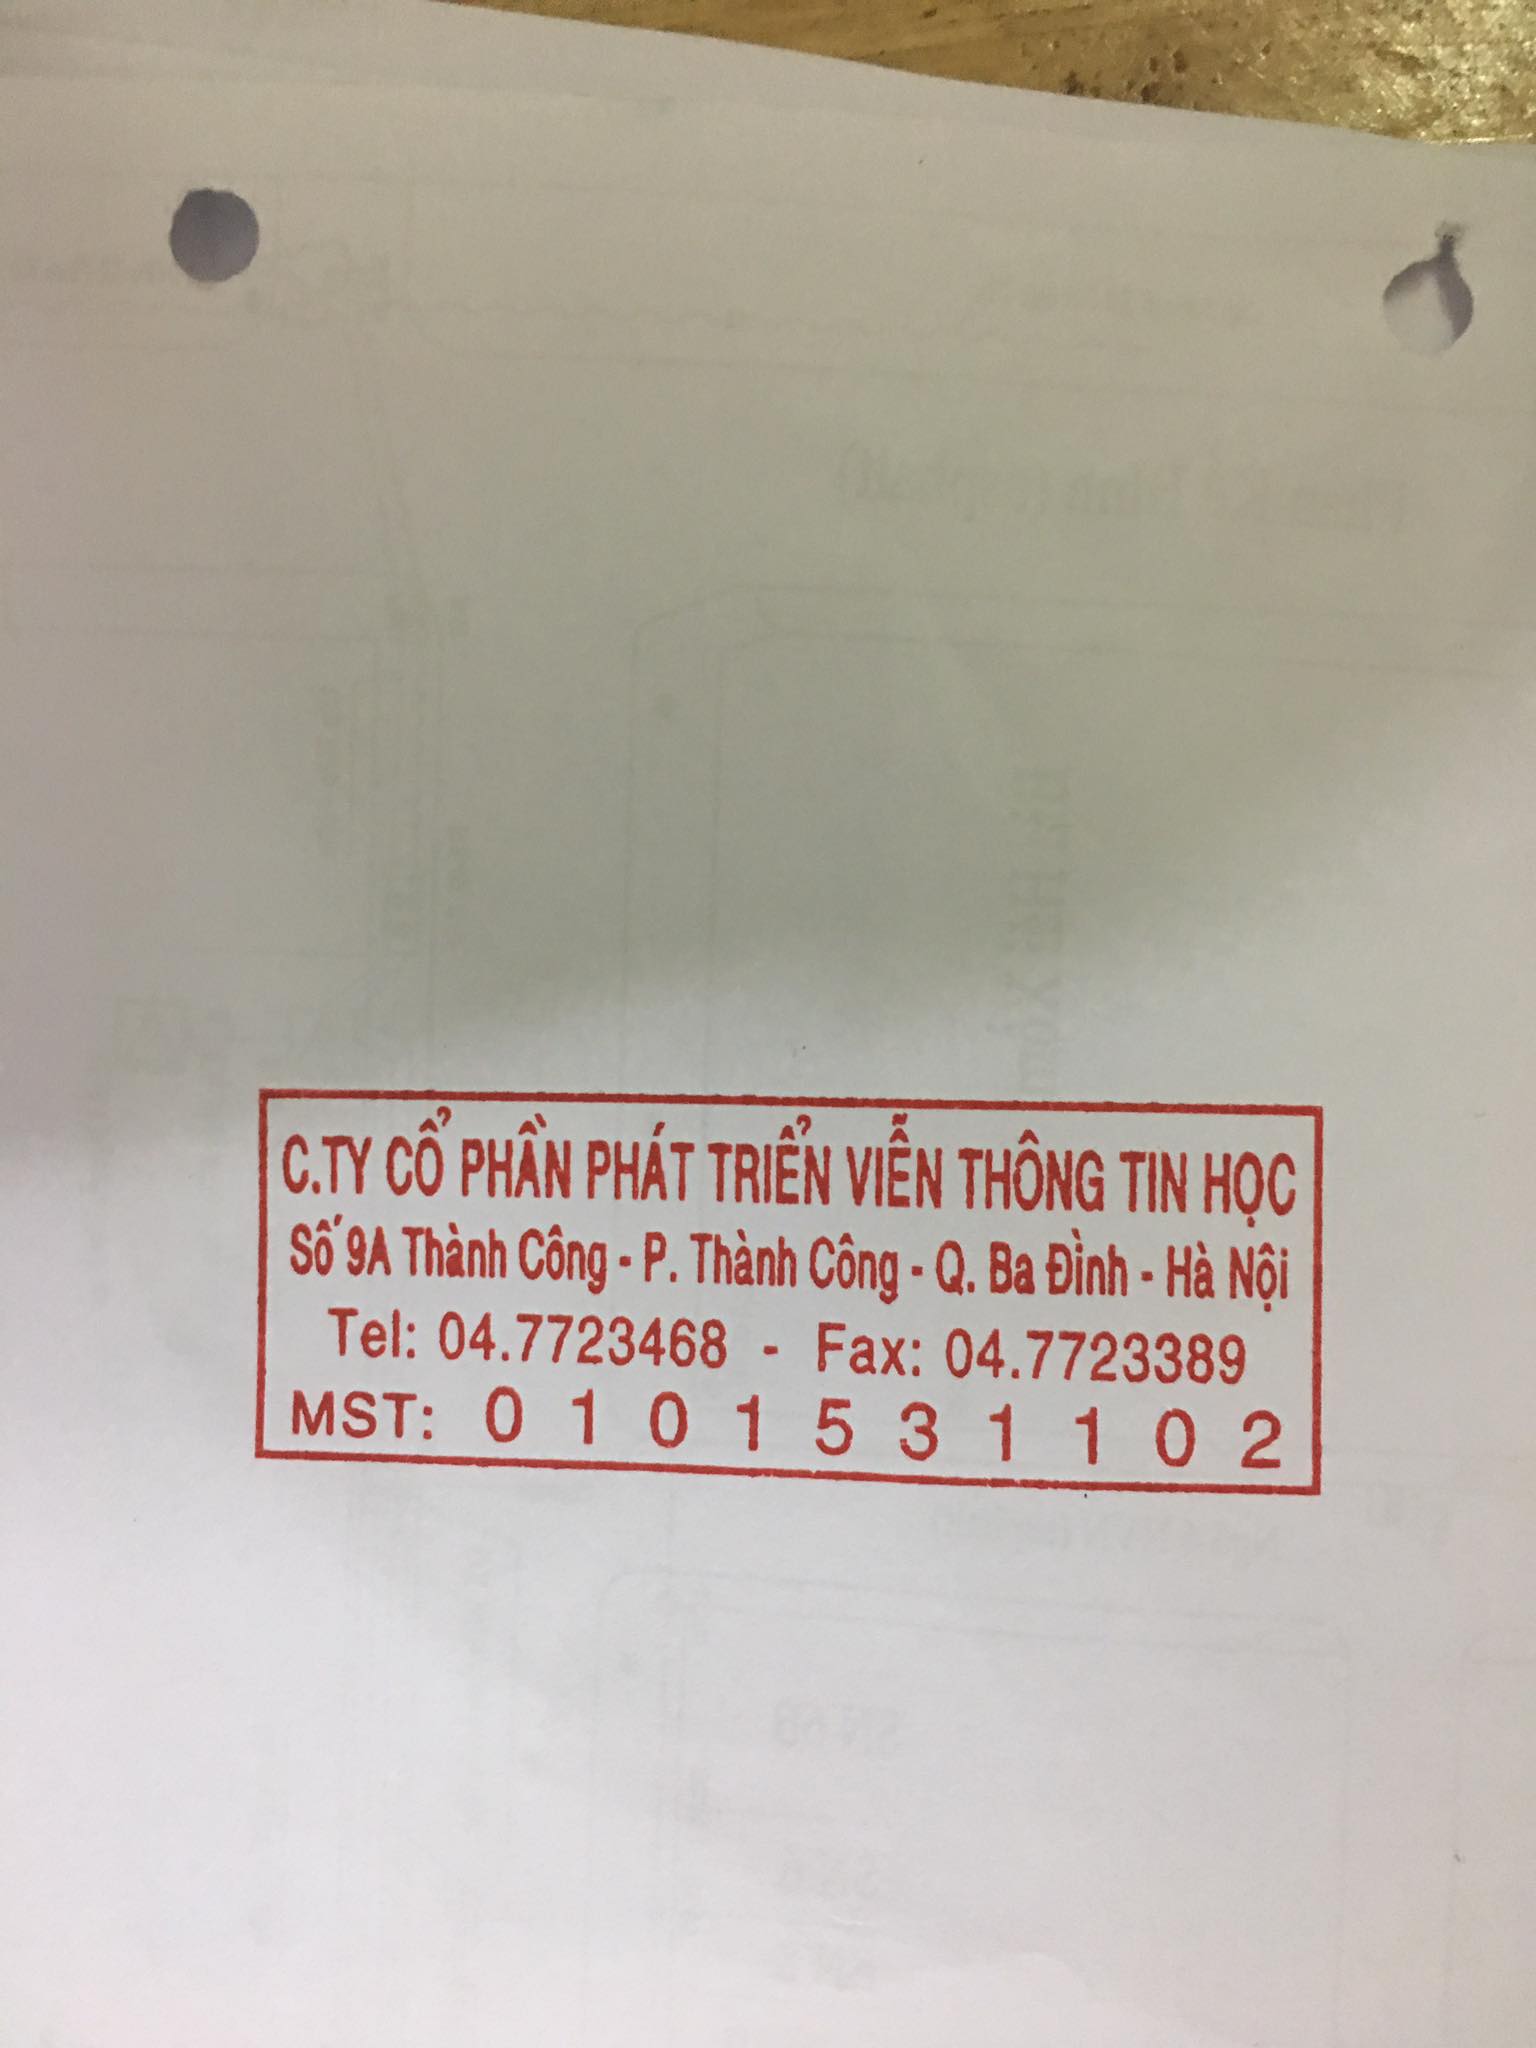 C.TY CỔ PHẦN PHÁT TRIỂN VIỄN THÔNG TIN HỌC
Số 9A Thành Công - P. Thành Công - Q. Ba Đình - Hà Nội
Tel: 04.7723468 - Fax: 04.7723389
MST: 0 1 0 1 5 3 1 1 0 2